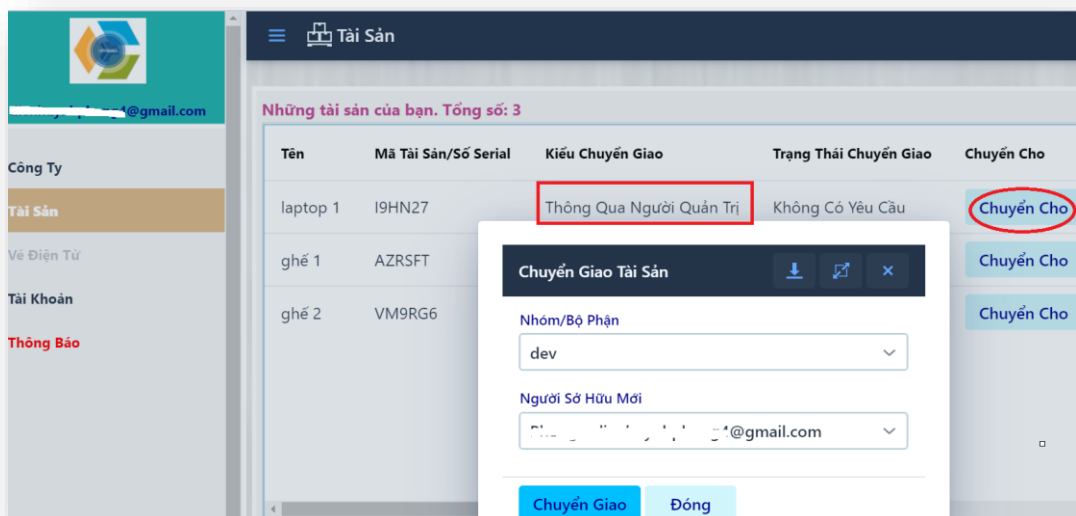 4@gmail.com
Công Ty
Tài Sản
Vé Điện Tử
Tài Khoản
Thông Báo
Tài Sản
Những tài sản của bạn. Tổng số: 3
Tên Mã Tài Sản/Số Serial Kiểu Chuyển Giao Trạng Thái Chuyển Giao Chuyển Cho
laptop 1 I9HN27 Thông Qua Người Quản Trị Không Có Yêu Cầu Chuyển Cho
ghế 1 AZRSFT Chuyển Cho
ghế 2 VM9RG6 Chuyển Cho
Chuyển Giao Tài Sản
Nhóm/Bộ Phận
dev
Người Sở Hữu Mới
4@gmail.com
Chuyển Giao Đóng